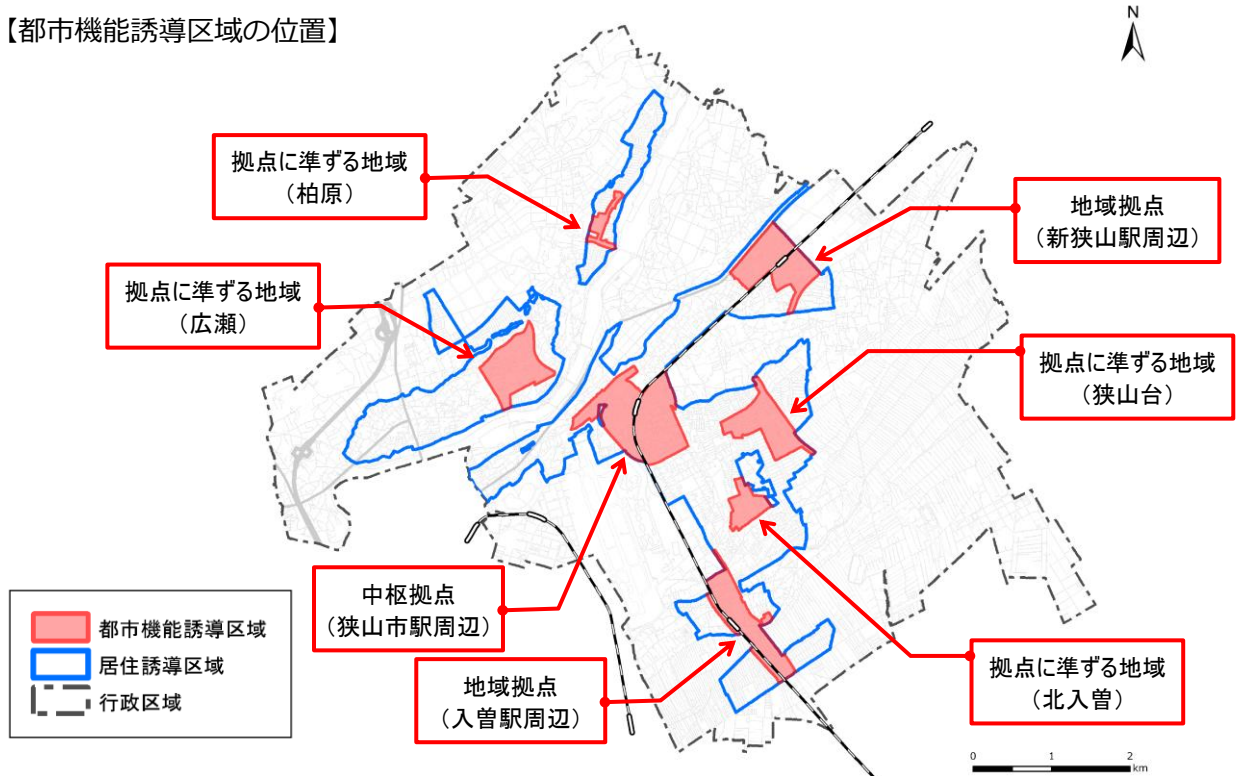 【都市機能誘導区域の位置】
N
拠点に準ずる地域
（柏原）
地域拠点
（新狭山駅周辺）
拠点に準ずる地域
（広瀬）
拠点に準ずる地域
（狭山台）
中枢拠点
（狭山市駅周辺）
地域拠点
（入曽駅周辺）
拠点に準ずる地域
（北入曽）
都市機能誘導区域
居住誘導区域
行政区域
0 1 2
km